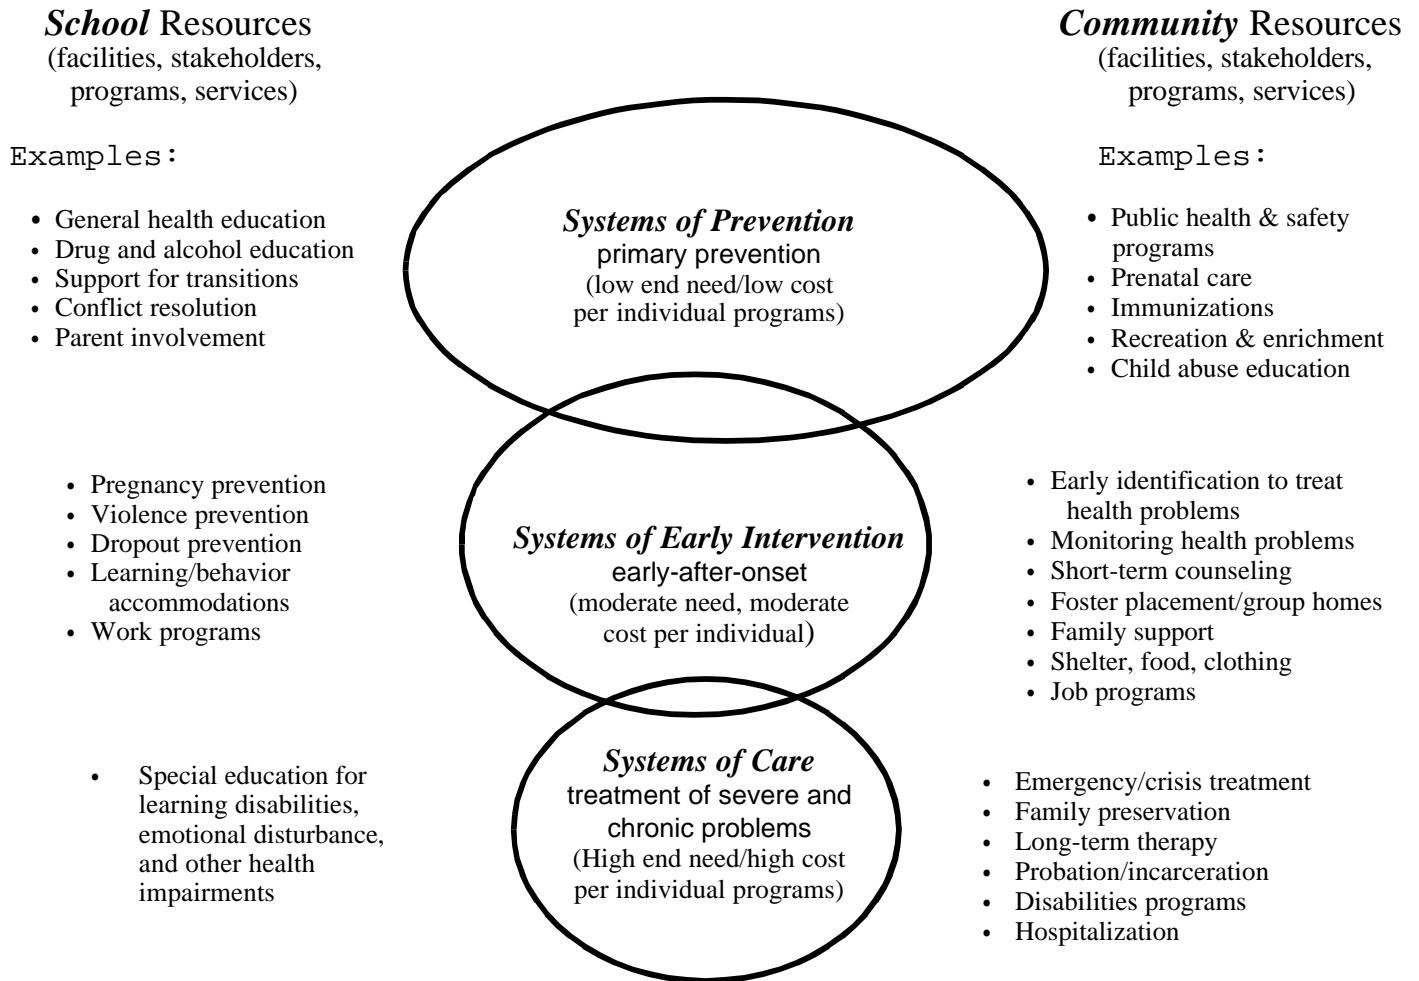 School Resources
(facilities, stakeholders,
programs, services)
Examples:
• General health education
• Drug and alcohol education
• Support for transitions
• Conflict resolution
• Parent involvement
• Pregnancy prevention
• Violence prevention
• Dropout prevention
• Learning/behavior
accommodations
• Work programs
• Special education for
learning disabilities,
emotional disturbance,
and other health
impairments
Systems of Prevention
primary prevention
(low end need/low cost
per individual programs)
Systems of Early Intervention
early-after-onset
(moderate need, moderate
cost per individual)
Systems of Care
treatment of severe and
chronic problems
(High end need/high cost
per individual programs)
Community Resources
(facilities, stakeholders,
programs, services)
Examples:
• Public health & safety
programs
• Prenatal care
• Immunizations
• Recreation & enrichment
• Child abuse education
• Early identification to treat
health problems
• Monitoring health problems
• Short-term counseling
• Foster placement/group homes
• Family support
• Shelter, food, clothing
• Job programs
• Emergency/crisis treatment
• Family preservation
• Long-term therapy
• Probation/incarceration
• Disabilities programs
• Hospitalization